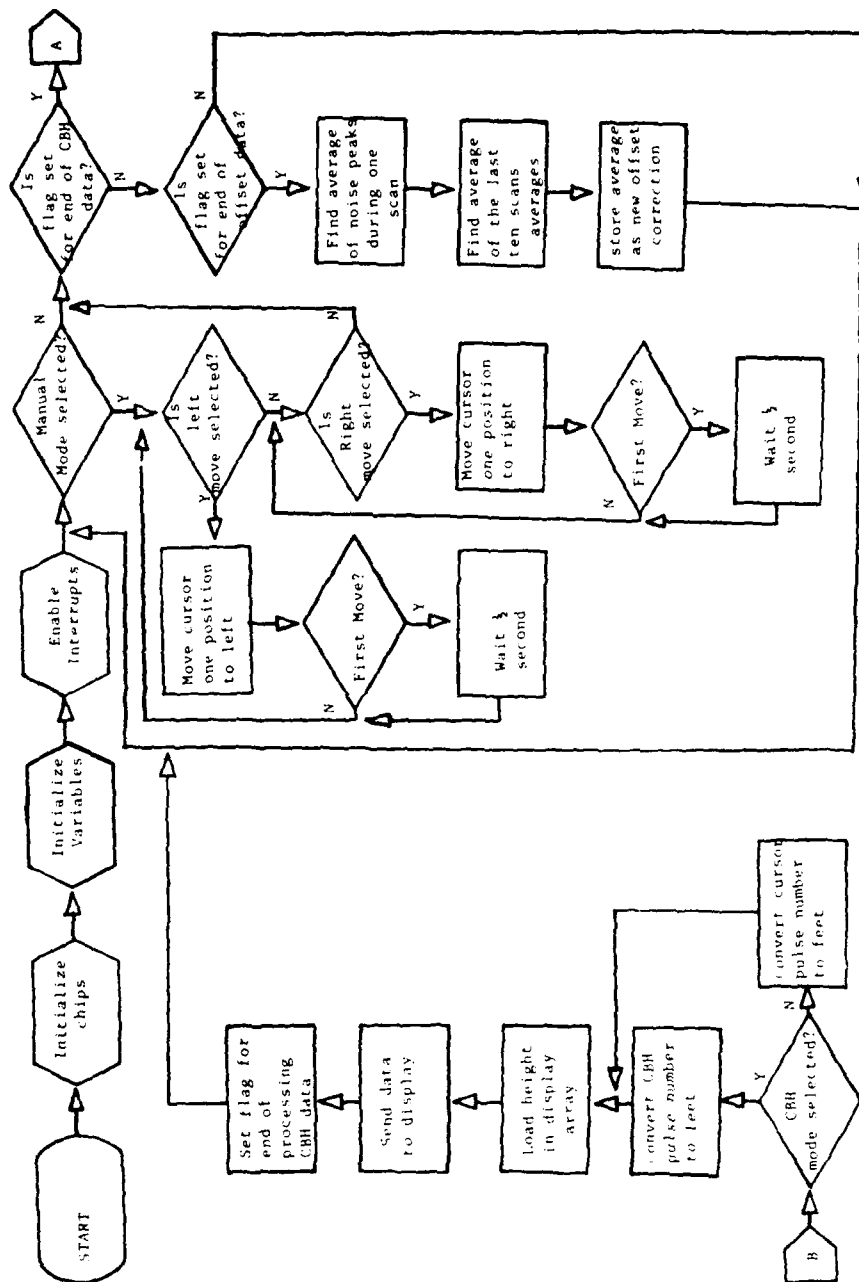 START
Initialize
chips
Initialize
Variables
Enable
Interrupts
Manual
Mode selected?
N
Y
Is
flag set
for end of CBH
data?
Y
A
N
Is
flag set
for end of
offset data?
N
Y
Find average
of noise peaks
during one
scan
Find average
of the last
ten scans
averages
store average
as new offset
correction
Is
left
move selected?
Y
N
Move cursor
one position
to left
First Move?
N
Y
Wait ½
second
Is
Right
move selected?
N
Y
Move cursor
one position
to right
First Move?
N
Y
Wait ½
second
B
CBH
mode selected?
Y
N
Convert CBH
pulse number
to feet
Convert cursor
pulse number
to feet
Load height
in display
array
Send data
to display
Set flag for
end of
processing
CBH data